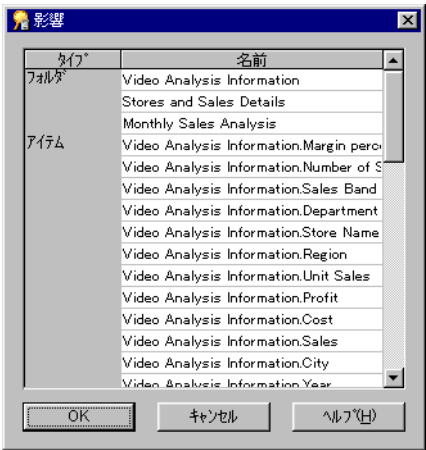 影響
ﾀｲﾌﾟ 名前
ﾌｫﾙﾀﾞ Video Analysis Information
Stores and Sales Details
Monthly Sales Analysis
ｱｲﾃﾑ Video Analysis Information.Margin perc
Video Analysis Information.Number of S
Video Analysis Information.Sales Band
Video Analysis Information.Department
Video Analysis Information.Store Name
Video Analysis Information.Region
Video Analysis Information.Unit Sales
Video Analysis Information.Profit
Video Analysis Information.Cost
Video Analysis Information.Sales
Video Analysis Information.City
Video Analysis Information.Year
OK ｷｬﾝｾﾙ ﾍﾙﾌﾟ(H)